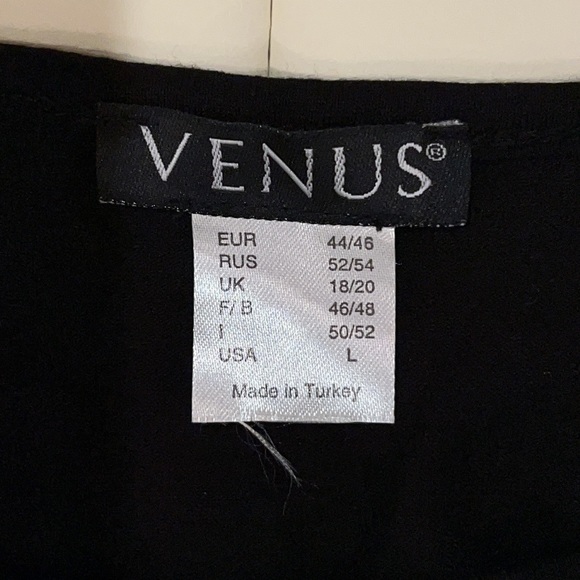 VENUS®
EUR 44/46
RUS 52/54
UK 18/20
F/ B 46/48
I 50/52
USA L
Made in Turkey